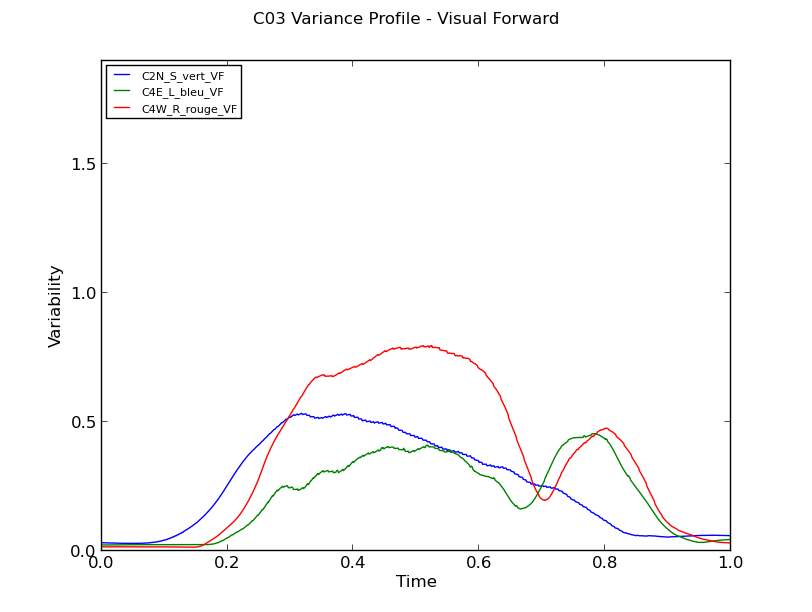 C03 Variance Profile - Visual Forward
C2N_S_vert_VF
C4E_L_bleu_VF
C4W_R_rouge_VF
1.5
1.0
0.5
0.0
Variability
0.0 0.2 0.4 0.6 0.8 1.0
Time